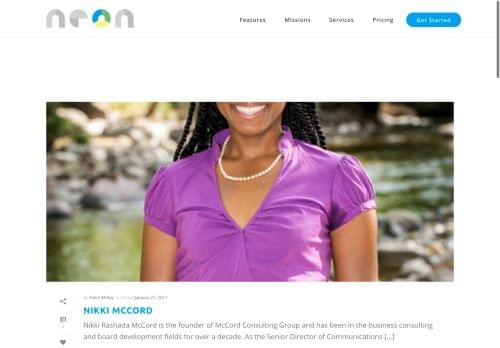 neon
Features Missions Services Pricing Get Started
By Robin McKay In Posted January 27, 2017
NIKKI MCCORD
Nikki Rashada McCord is the founder of McCord Consulting Group and has been in the business consulting
and board development fields for over a decade. As the Senior Director of Communications [...]